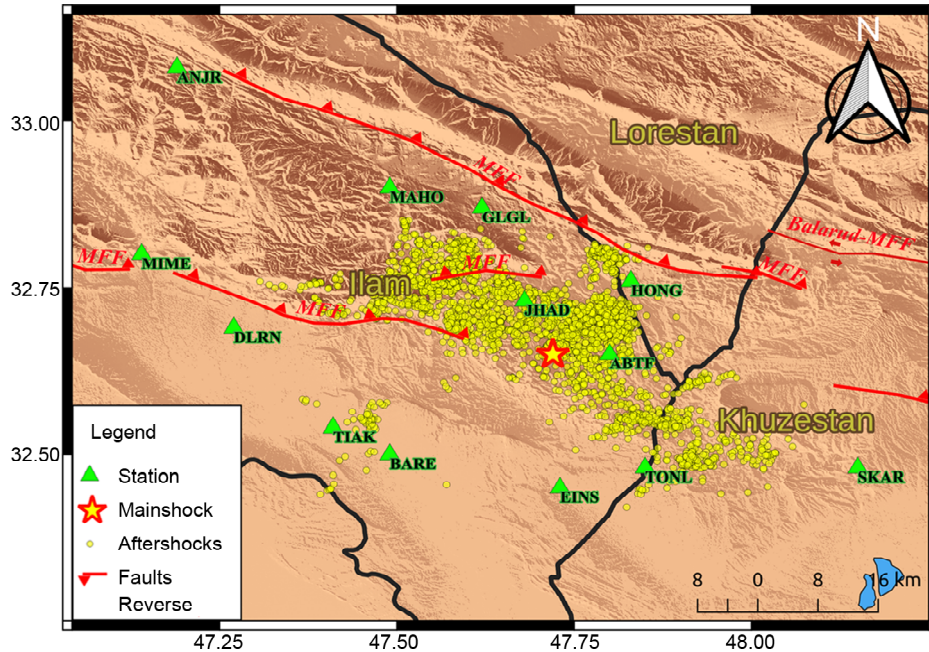 N
Lorestan
ANJR
33.00
MFF
MAHO
GLGL
Balarud-MFF
MFF
MIME
MFF
MFF
32.75
Ilam
HONG
JHAD
MFF
DLRN
ABTF
Khuzestan
TIAK
BARE
32.50
EINS
TONL
SKAR
Legend
Station
Mainshock
Aftershocks
Faults
Reverse
8 0 8 16 km
47.25 47.50 47.75 48.00